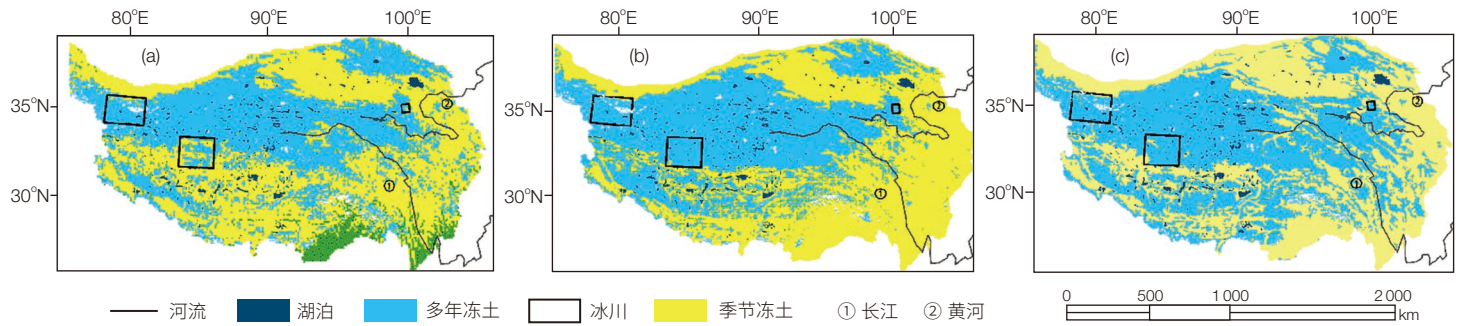 80°E 90°E 100°E 80°E 90°E 100°E 80°E 90°E 100°E
(a) (b) (c)
35°N ② 35°N ② 35°N ②
30°N ① 30°N ① 30°N ①
河流 湖泊 多年冻土 冰川 季节冻土 ① 长江 ② 黄河
0 500 1 000 2 000
km